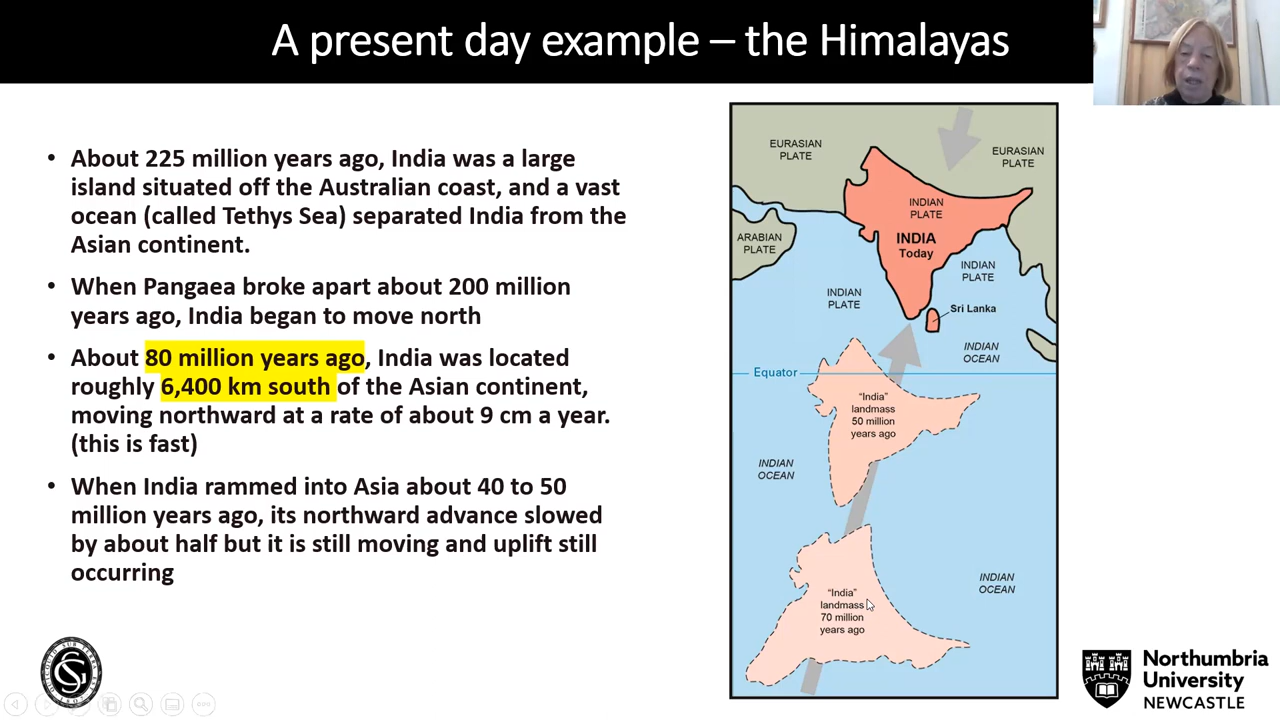 A present day example – the Himalayas
• About 225 million years ago, India was a large
island situated off the Australian coast, and a vast
ocean (called Tethys Sea) separated India from the
Asian continent.
• When Pangaea broke apart about 200 million
years ago, India began to move north
• About 80 million years ago, India was located
roughly 6,400 km south of the Asian continent,
moving northward at a rate of about 9 cm a year.
(this is fast)
• When India rammed into Asia about 40 to 50
million years ago, its northward advance slowed
by about half but it is still moving and uplift still
occurring
EURASIAN
PLATE
EURASIAN
PLATE
INDIAN
PLATE
ARABIAN
PLATE
INDIA
Today
INDIAN
PLATE
INDIAN
PLATE
Sri Lanka
INDIAN
OCEAN
Equator
"India"
landmass
50 million
years ago
INDIAN
OCEAN
INDIAN
OCEAN
"India"
landmass
70 million
years ago
Northumbria
University
NEWCASTLE